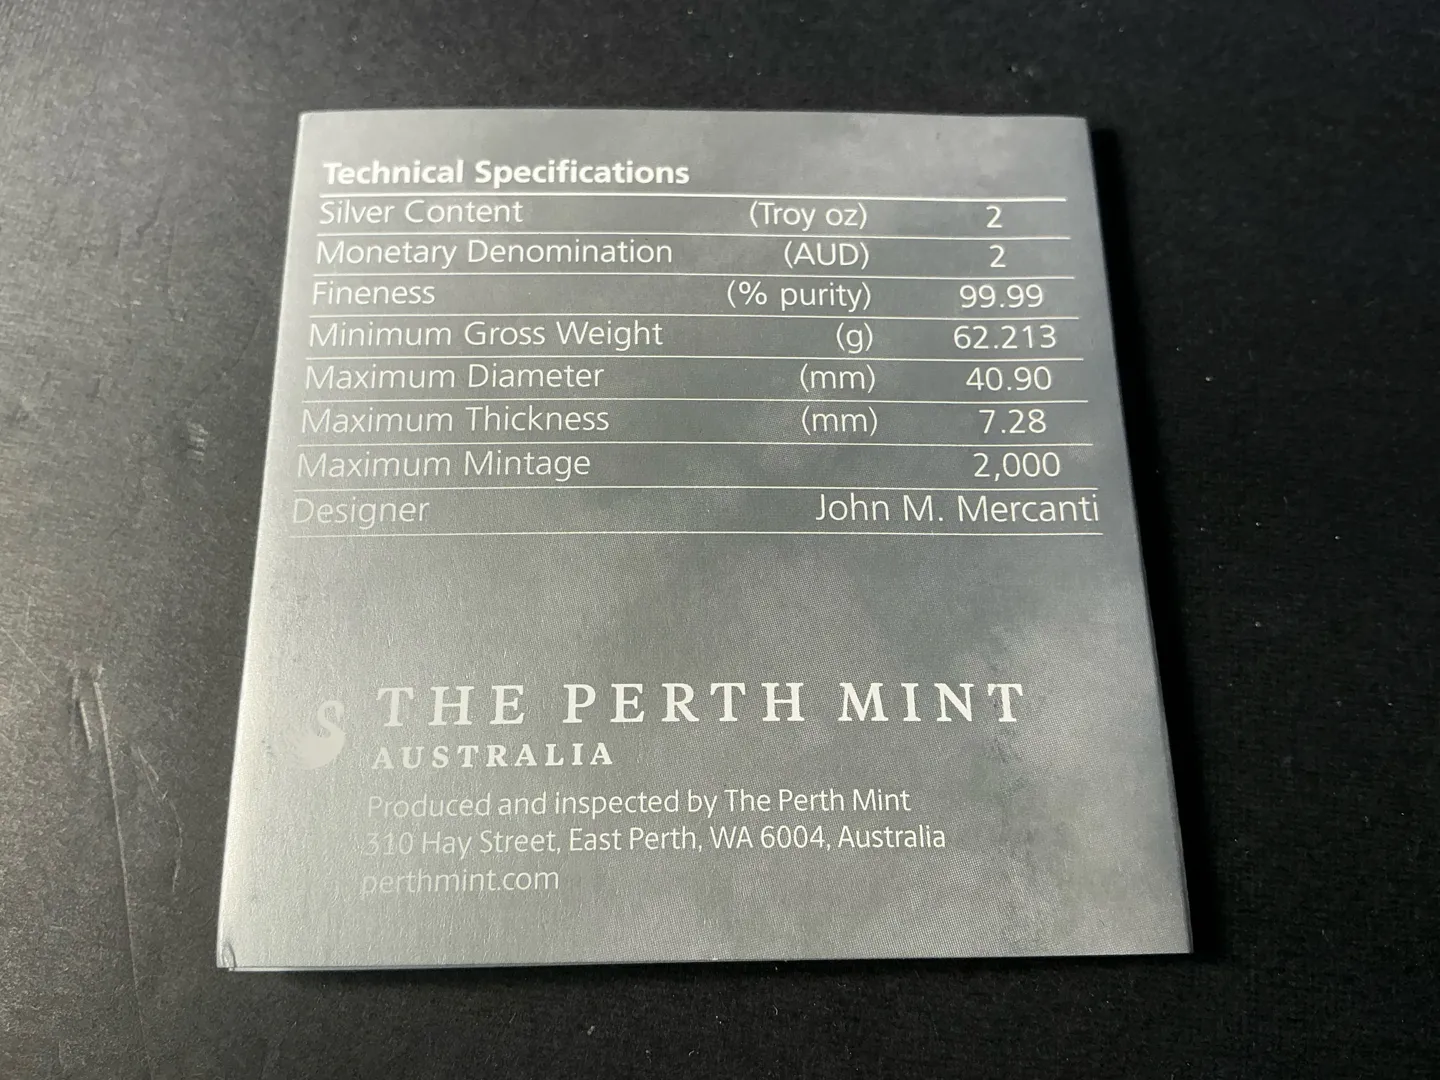 Technical Specifications
Silver Content (Troy oz) 2
Monetary Denomination (AUD) 2
Fineness (% purity) 99.99
Minimum Gross Weight (g) 62.213
Maximum Diameter (mm) 40.90
Maximum Thickness (mm) 7.28
Maximum Mintage 2,000
Designer John M. Mercanti
THE PERTH MINT
AUSTRALIA
Produced and inspected by The Perth Mint
310 Hay Street, East Perth, WA 6004, Australia
perthmint.com